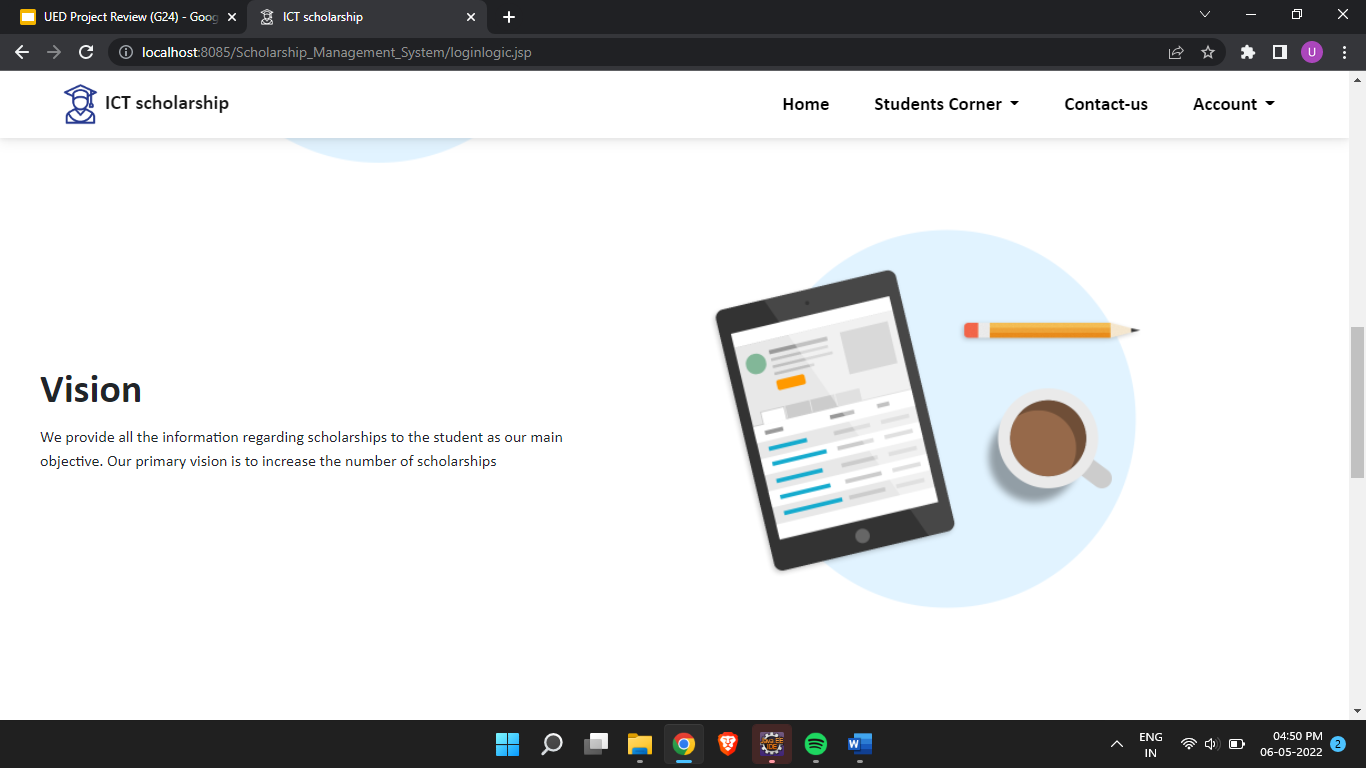 UED Project Review (G24) - Goog
ICT scholarship
localhost:8085/Scholarship_Management_System/loginlogic.jsp
U
ICT scholarship
Home
Students Corner
Contact-us
Account
Vision
We provide all the information regarding scholarships to the student as our main
objective. Our primary vision is to increase the number of scholarships
W
ENG
IN
04:50 PM
06-05-2022
2